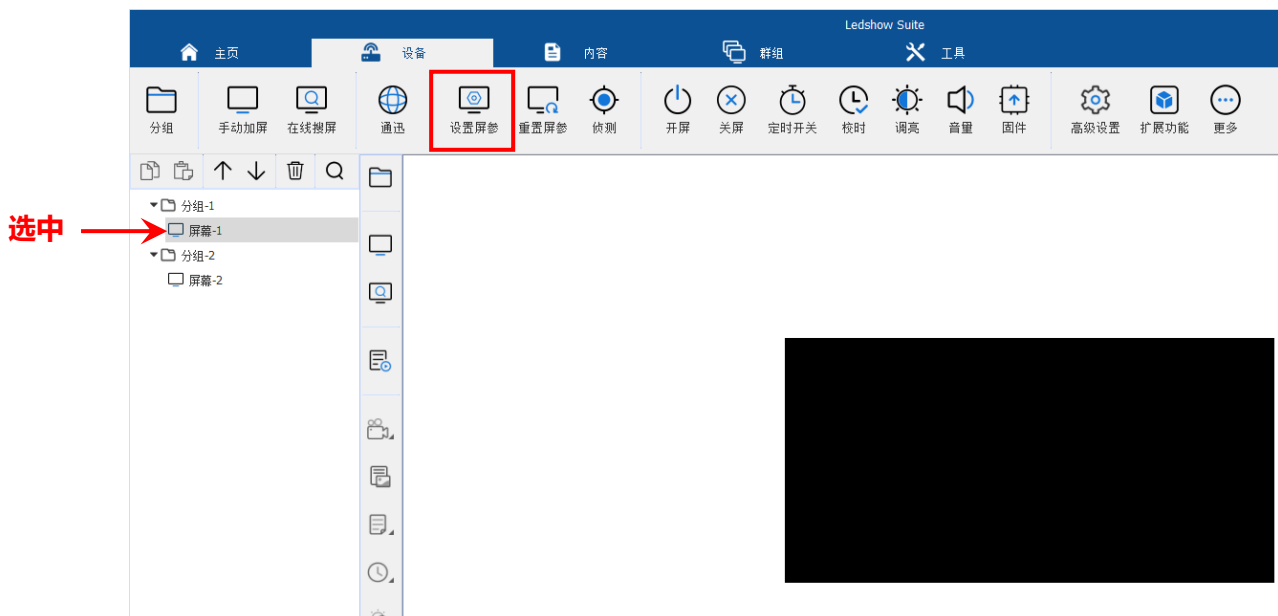 Ledshow Suite
主页 设备 内容 群组 工具
分组 手动加屏 在线搜屏 通迅 设置屏参 重置屏参 侦测 开屏 关屏 定时开关 校时 调亮 音量 固件 高级设置 扩展功能 更多
分组-1
选中
屏幕-1
分组-2
屏幕-2